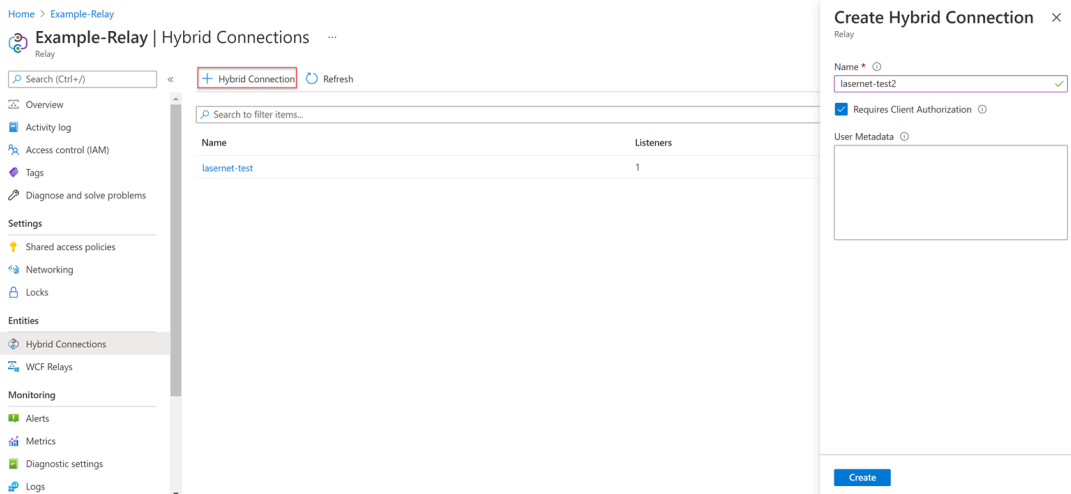 Home > Example-Relay
Example-Relay | Hybrid Connections ...
Relay
Search (Ctrl+/)
«
Overview
Activity log
Access control (IAM)
Tags
Diagnose and solve problems
Settings
Shared access policies
Networking
Locks
Entities
Hybrid Connections
WCF Relays
Monitoring
Alerts
Metrics
Diagnostic settings
Logs
+ Hybrid Connection Refresh
Search to filter items...
Name Listeners
lasernet-test 1
Create Hybrid Connection
Relay
Name *
lasernet-test2
Requires Client Authorization
User Metadata
Create